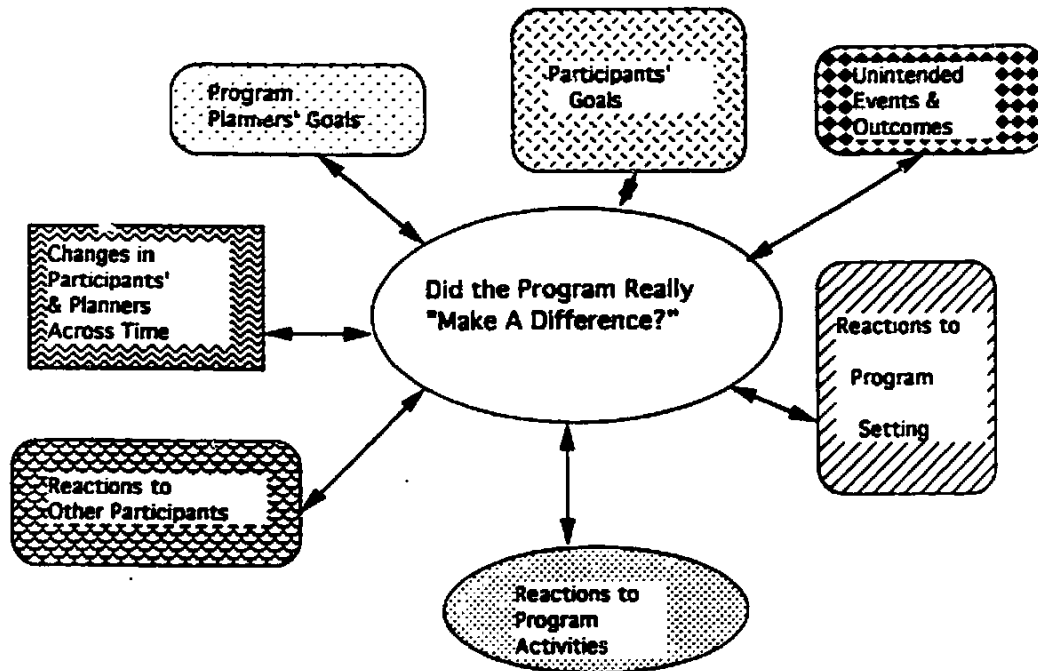 Program
Planners' Goals
Participants'
Goals
Unintended
Events &
Outcomes
Changes in
Participants'
& Planners
Across Time
Did the Program Really
"Make A Difference?"
Reactions to
Program
Setting
Reactions to
Other Participants
Reactions to
Program
Activities